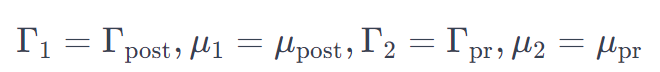 Γ₁ = Γ_post, μ₁ = μ_post, Γ₂ = Γ_pr, μ₂ = μ_pr